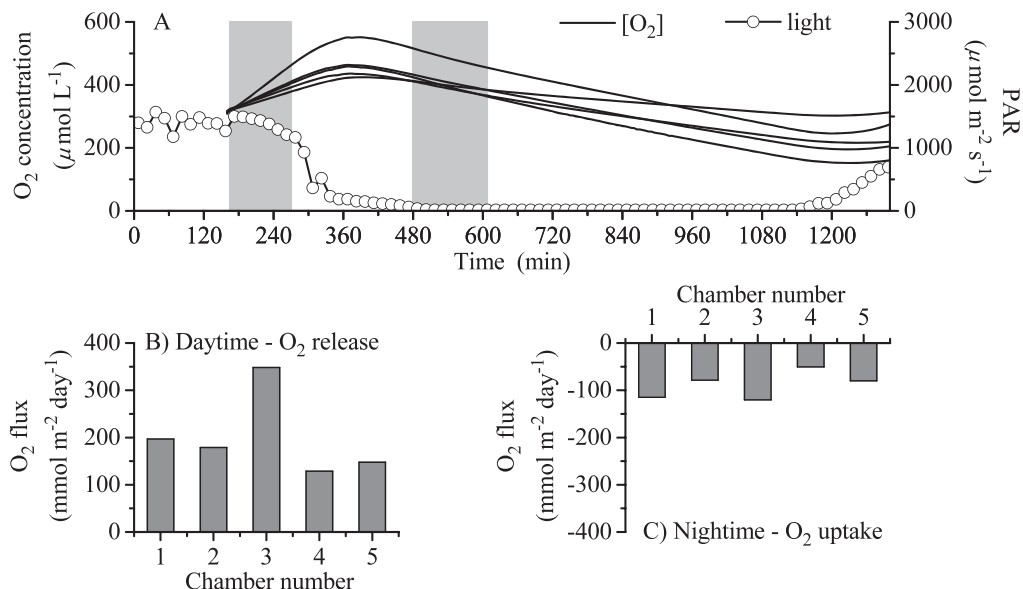 A
[O₂]
light
O₂ concentration
(μmol L⁻¹)
600
400
200
0
3000
2000
1000
0
PAR
(μmol m⁻² s⁻¹)
0 120 240 360 480 600 720 840 960 1080 1200
Time (min)
B) Daytime - O₂ release
O₂ flux
(mmol m⁻² day⁻¹)
400
300
200
100
0
1 2 3 4 5
Chamber number
Chamber number
1 2 3 4 5
O₂ flux
(mmol m⁻² day⁻¹)
0
-100
-200
-300
-400
C) Nightime - O₂ uptake